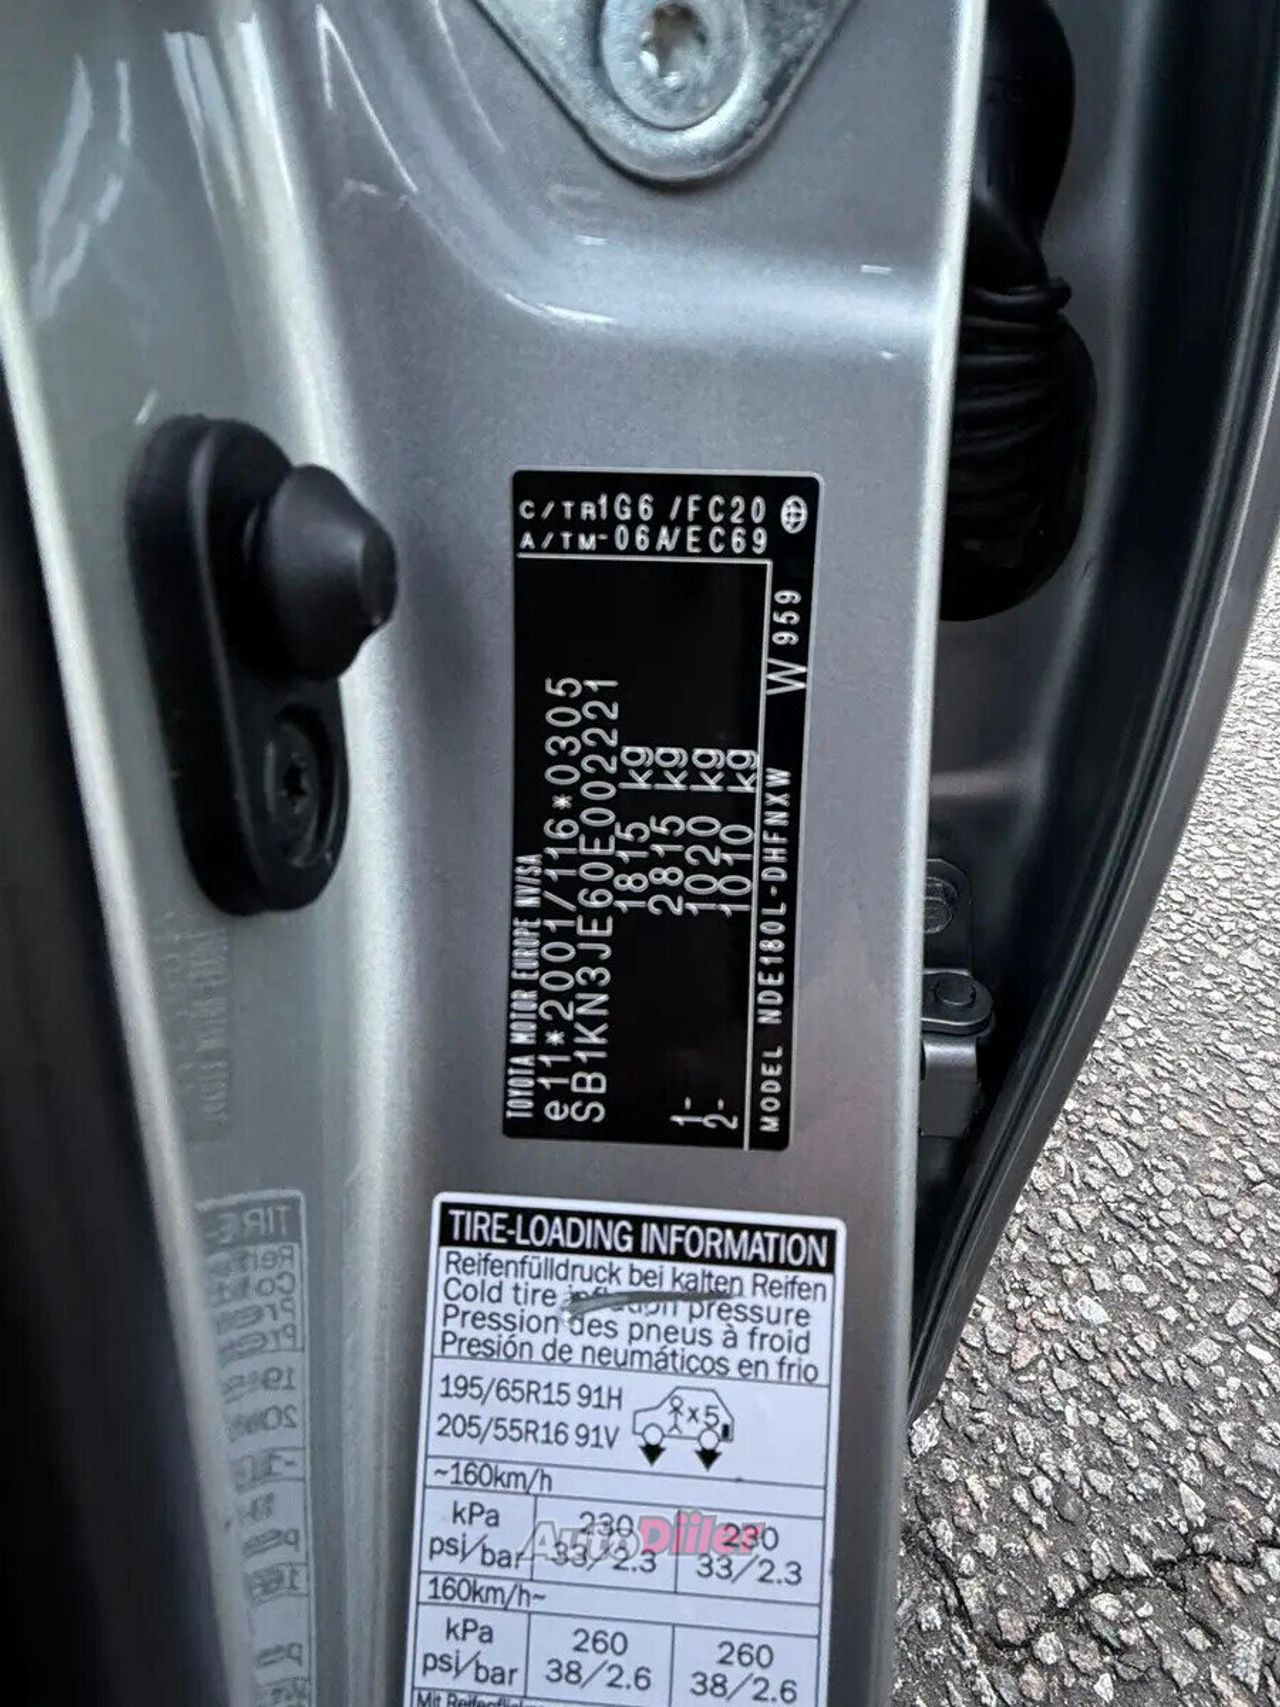 C/TR 1G6 /FC20
A/TM -06A/EC69
TOYOTA MOTOR EUROPE NV/SA
e11*2001/116*0305
SB1KN3JE60E002221
1815 kg
2815 kg
1- 1020 kg
2- 1010 kg
MODEL NDE180L-DHFNXW W 959
TIRE-LOADING INFORMATION
Reifenfülldruck bei kalten Reifen
Cold tire inflation pressure
Pression des pneus à froid
Presión de neumáticos en frio
195/65R15 91H
205/55R16 91V
x5
~160km/h
kPa 230 230
psi/bar 33/2.3 33/2.3
AutoDiiler
160km/h~
kPa 260 260
psi/bar 38/2.6 38/2.6
Mit